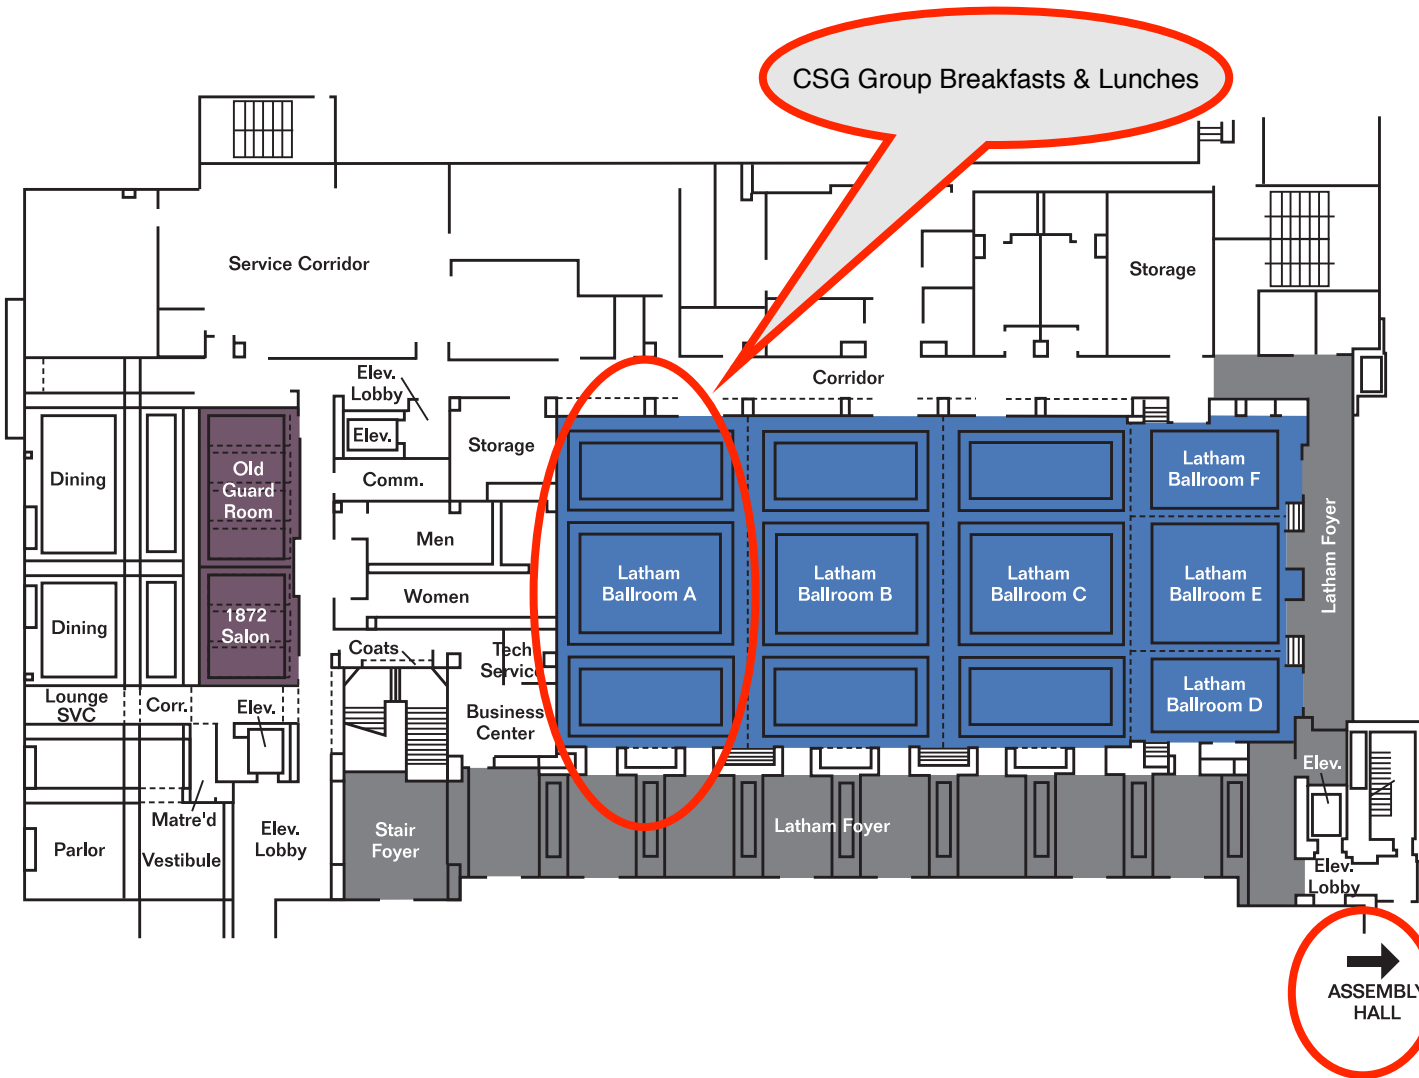 CSG Group Breakfasts & Lunches
Service Corridor
Storage
Elev.
Lobby
Corridor
Elev.
Storage
Comm.
Dining
Old
Guard
Room
Men
Women
Dining
1872
Salon
Coats
Tech
Service
Business
Center
Lounge
SVC
Corr.
Elev.
Latham
Ballroom A
Latham
Ballroom B
Latham
Ballroom C
Latham
Ballroom F
Latham
Ballroom E
Latham
Ballroom D
Latham Foyer
Elev.
Matre'd
Parlor
Vestibule
Elev.
Lobby
Stair
Foyer
Latham Foyer
Elev.
Lobby
ASSEMBLY
HALL